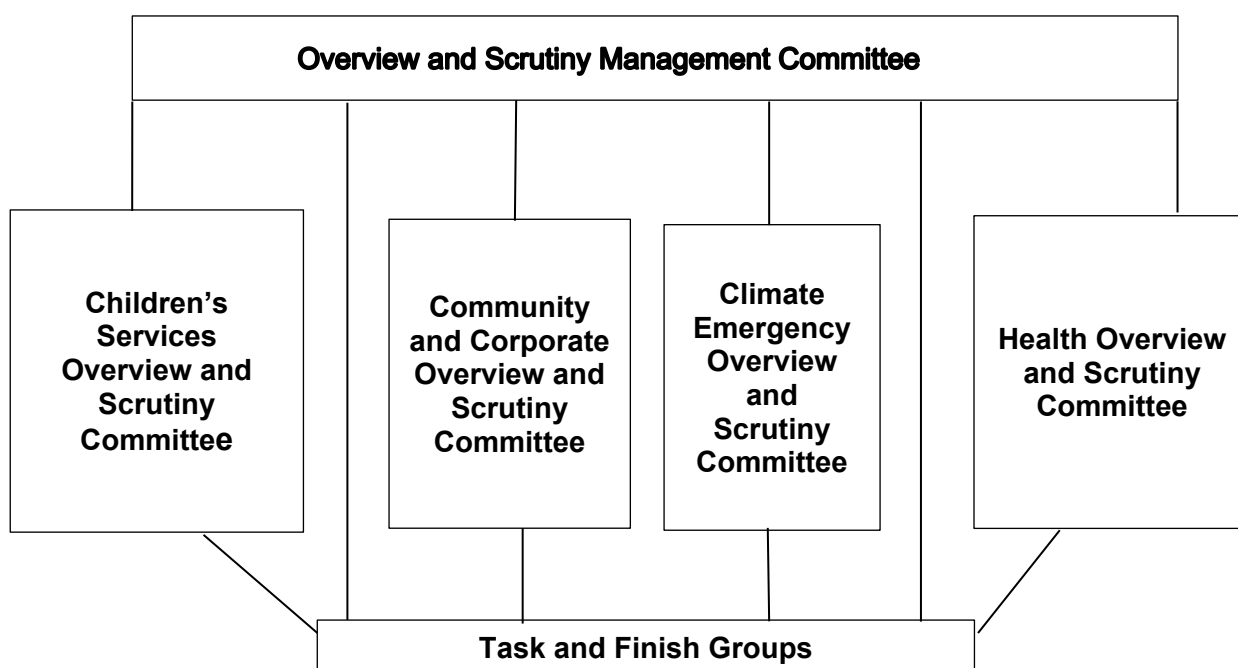 Overview and Scrutiny Management Committee
Children’s
Services
Overview and
Scrutiny
Committee
Community
and Corporate
Overview and
Scrutiny
Committee
Climate
Emergency
Overview
and
Scrutiny
Committee
Health Overview
and Scrutiny
Committee
Task and Finish Groups